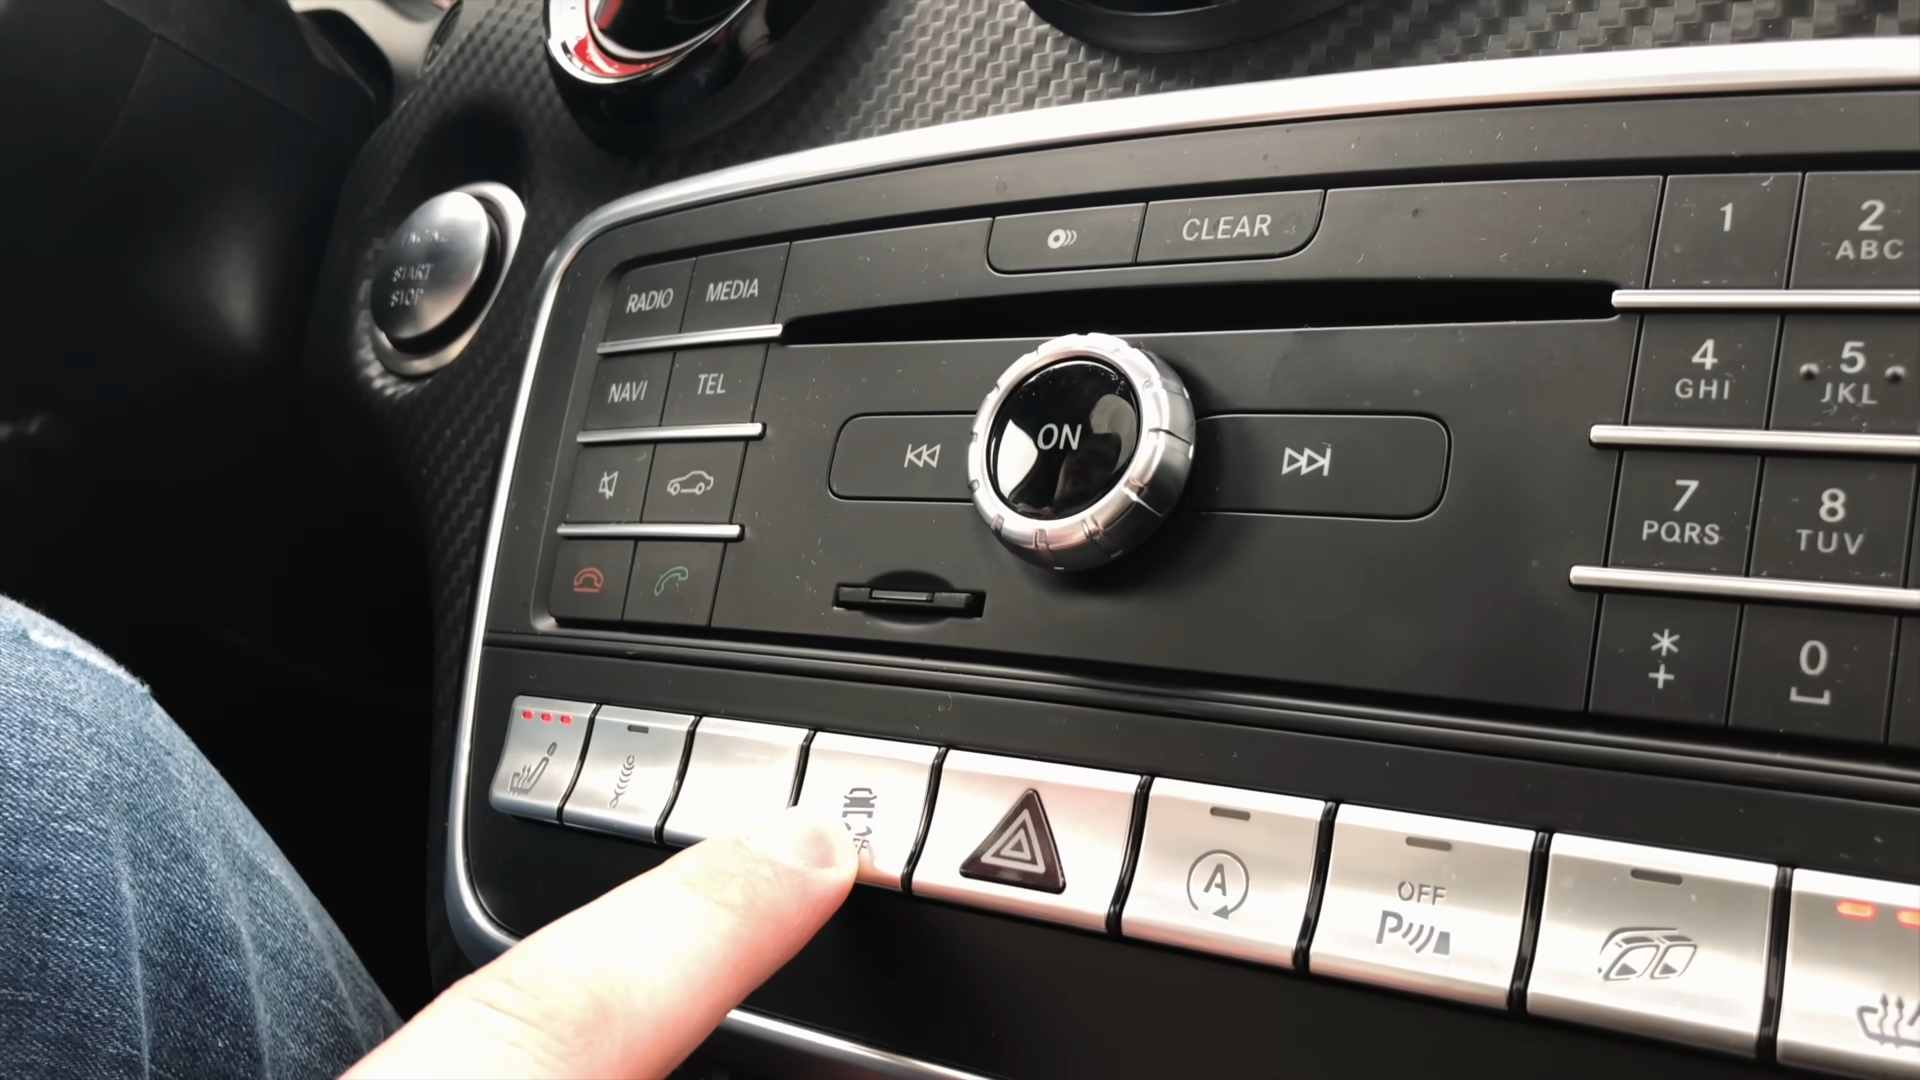 ENGINE
START
STOP
CLEAR
1
2
ABC
RADIO
MEDIA
4
GHI
5
JKL
NAVI
TEL
ON
7
PQRS
8
TUV
*
+
0
A
OFF
P